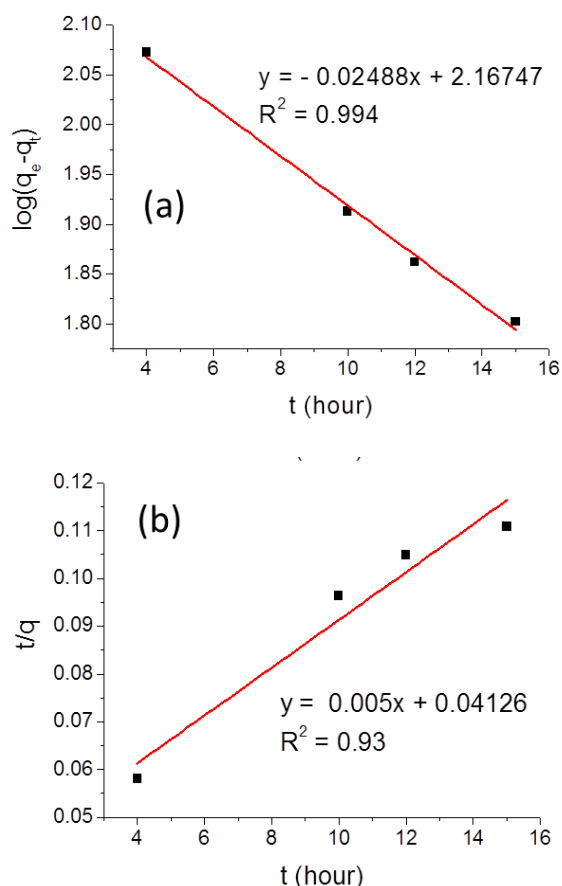 2.10
2.05
2.00
1.95
1.90
1.85
1.80
log(qe-qt)
(a)
y = - 0.02488x + 2.16747
R² = 0.994
4 6 8 10 12 14 16
t (hour)
0.12
0.11
0.10
0.09
0.08
0.07
0.06
0.05
t/q
(b)
y = 0.005x + 0.04126
R² = 0.93
4 6 8 10 12 14 16
t (hour)